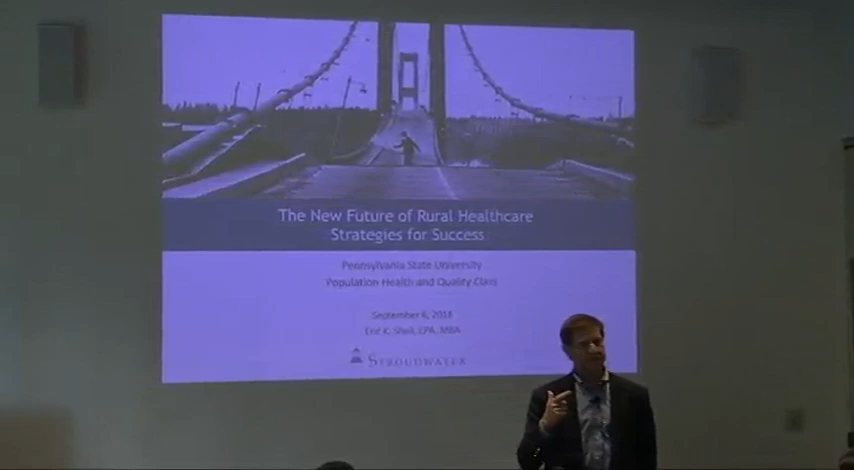 The New Future of Rural Healthcare
Strategies for Success
Pennsylvania State University
Population Health and Quality Class
September 6, 2018
Eric K. Shell, CPA, MBA
STROUDWATER